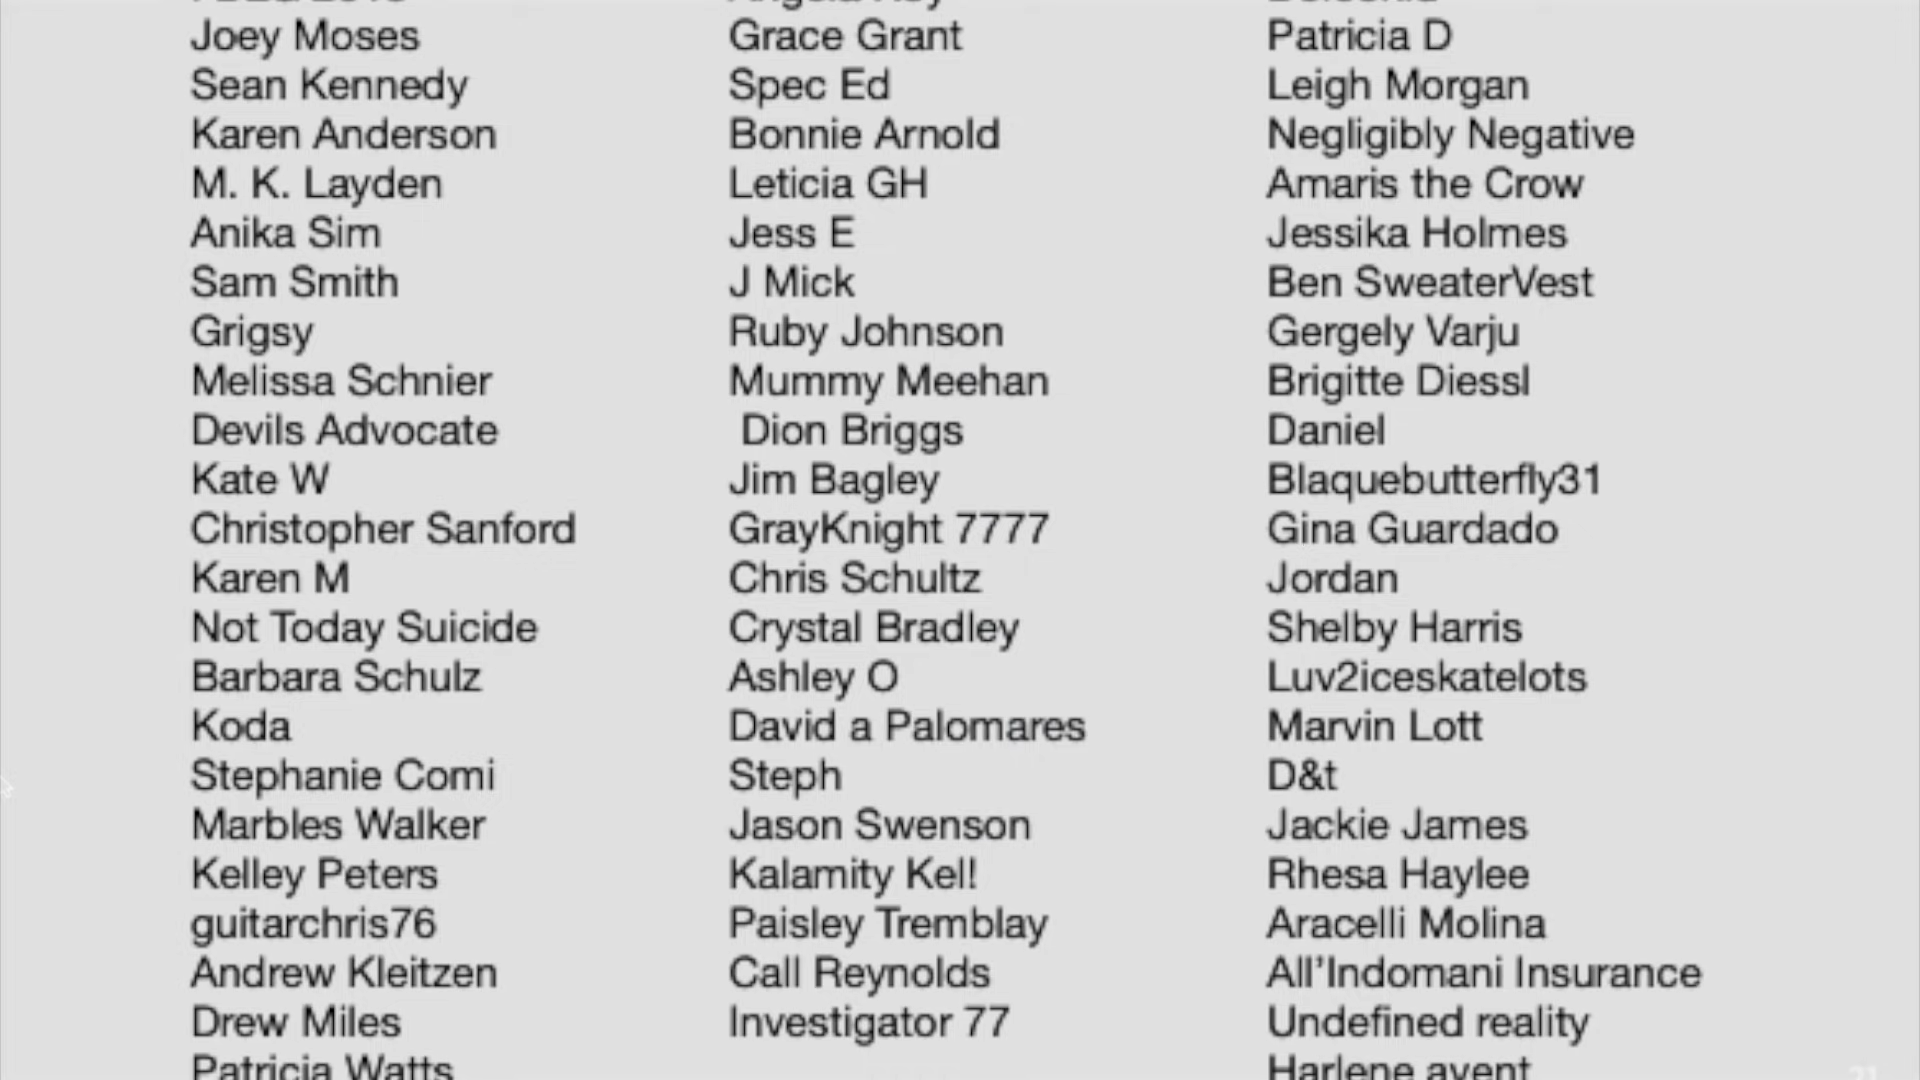 Joey Moses
Sean Kennedy
Karen Anderson
M. K. Layden
Anika Sim
Sam Smith
Grigsy
Melissa Schnier
Devils Advocate
Kate W
Christopher Sanford
Karen M
Not Today Suicide
Barbara Schulz
Koda
Stephanie Comi
Marbles Walker
Kelley Peters
guitarchris76
Andrew Kleitzen
Drew Miles
Patricia Watts
Grace Grant
Spec Ed
Bonnie Arnold
Leticia GH
Jess E
J Mick
Ruby Johnson
Mummy Meehan
Dion Briggs
Jim Bagley
GrayKnight 7777
Chris Schultz
Crystal Bradley
Ashley O
David a Palomares
Steph
Jason Swenson
Kalamity Kel!
Paisley Tremblay
Call Reynolds
Investigator 77
Patricia D
Leigh Morgan
Negligibly Negative
Amaris the Crow
Jessika Holmes
Ben SweaterVest
Gergely Varju
Brigitte Diessl
Daniel
Blaquebutterfly31
Gina Guardado
Jordan
Shelby Harris
Luv2iceskatelots
Marvin Lott
D&t
Jackie James
Rhesa Haylee
Aracelli Molina
All’Indomani Insurance
Undefined reality
Harlene avent